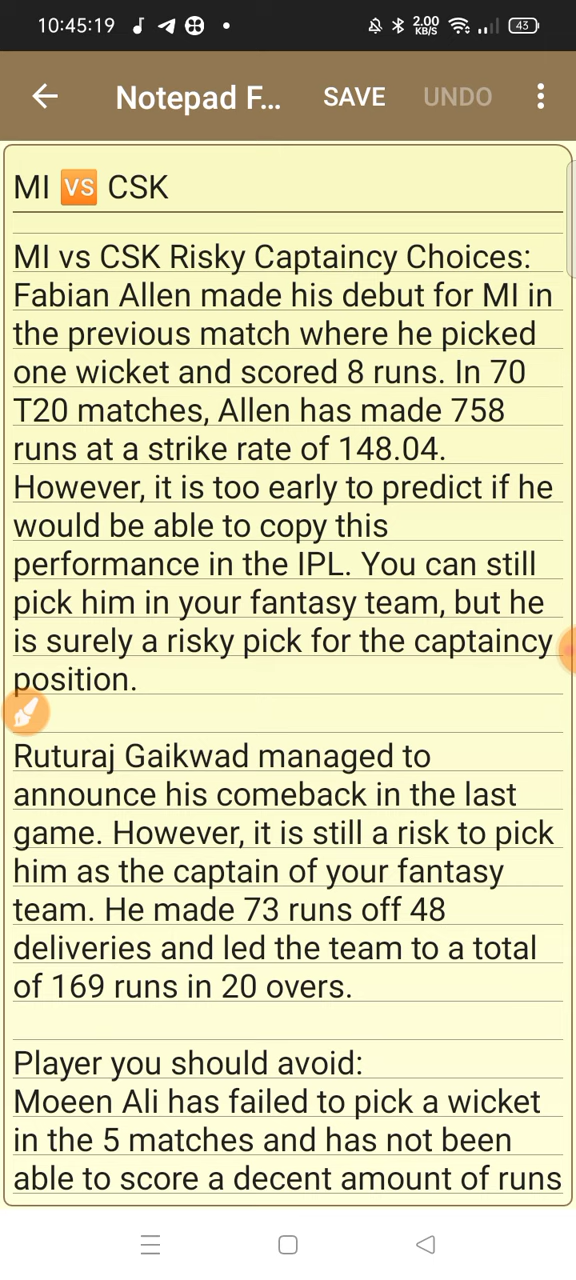 10:45:19 2.00 KB/S 43
Notepad F... SAVE UNDO
MI VS CSK
MI vs CSK Risky Captaincy Choices:
Fabian Allen made his debut for MI in
the previous match where he picked
one wicket and scored 8 runs. In 70
T20 matches, Allen has made 758
runs at a strike rate of 148.04.
However, it is too early to predict if he
would be able to copy this
performance in the IPL. You can still
pick him in your fantasy team, but he
is surely a risky pick for the captaincy
position.
Ruturaj Gaikwad managed to
announce his comeback in the last
game. However, it is still a risk to pick
him as the captain of your fantasy
team. He made 73 runs off 48
deliveries and led the team to a total
of 169 runs in 20 overs.
Player you should avoid:
Moeen Ali has failed to pick a wicket
in the 5 matches and has not been
able to score a decent amount of runs